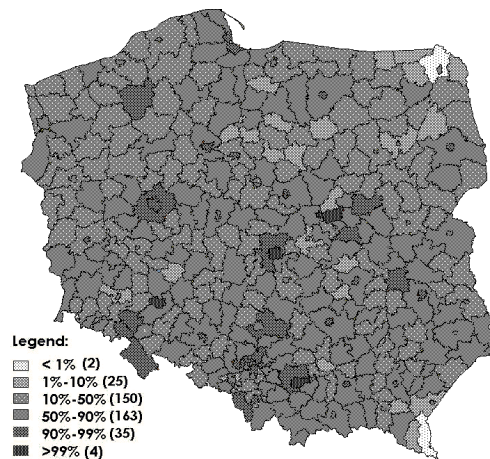 Legend:
< 1% (2)
1%-10% (25)
10%-50% (150)
50%-90% (163)
90%-99% (35)
>99% (4)